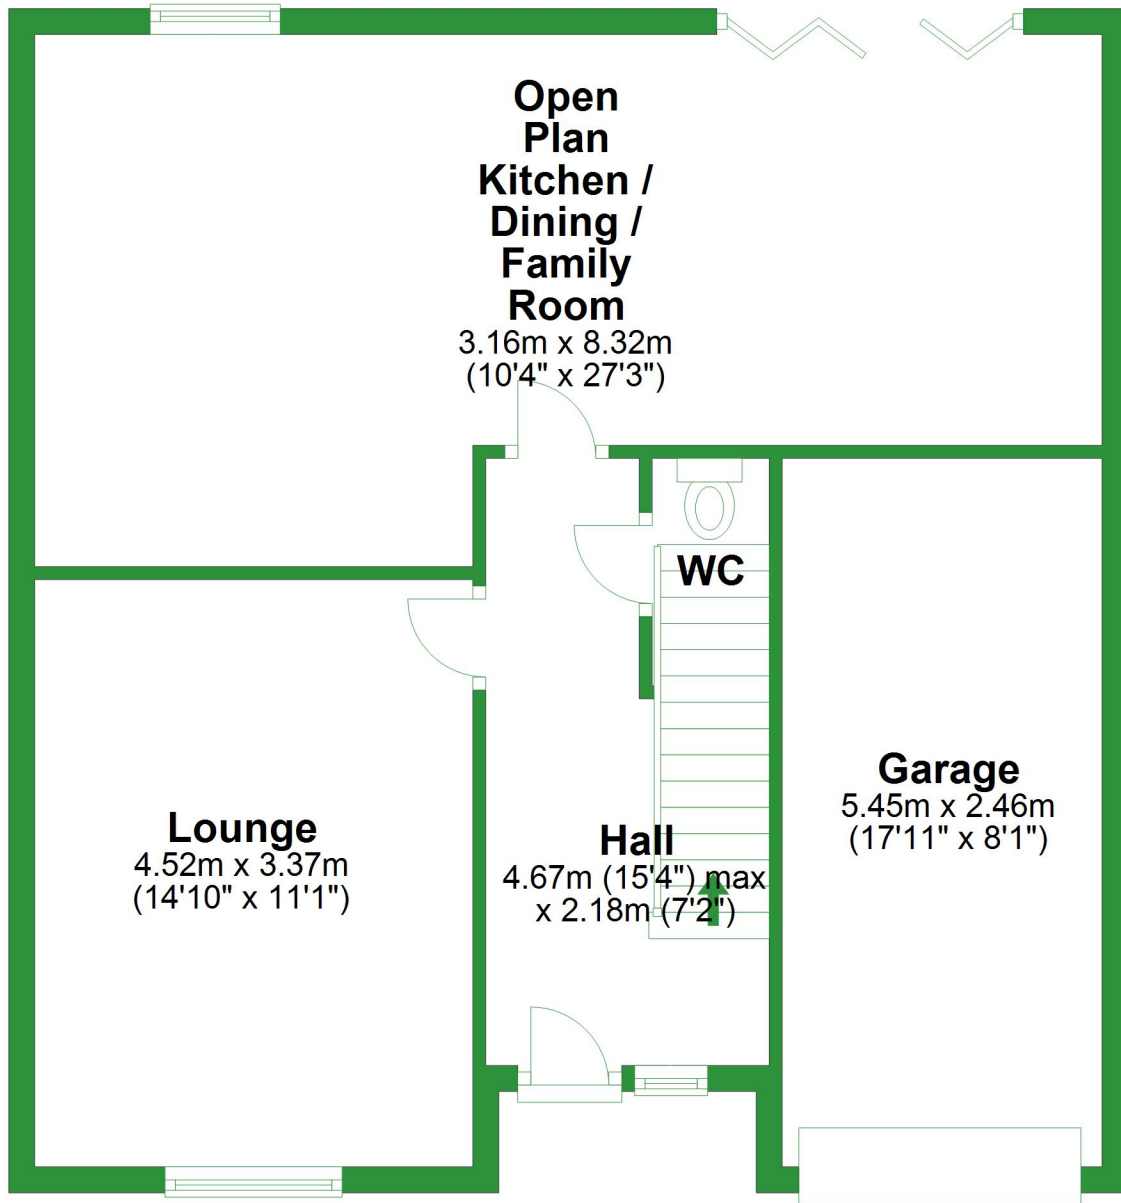 Open
Plan
Kitchen /
Dining /
Family
Room
3.16m x 8.32m
(10'4" x 27'3")
WC
Garage
5.45m x 2.46m
(17'11" x 8'1")
Lounge
4.52m x 3.37m
(14'10" x 11'1")
Hall
4.67m (15'4") max
x 2.18m (7'2")